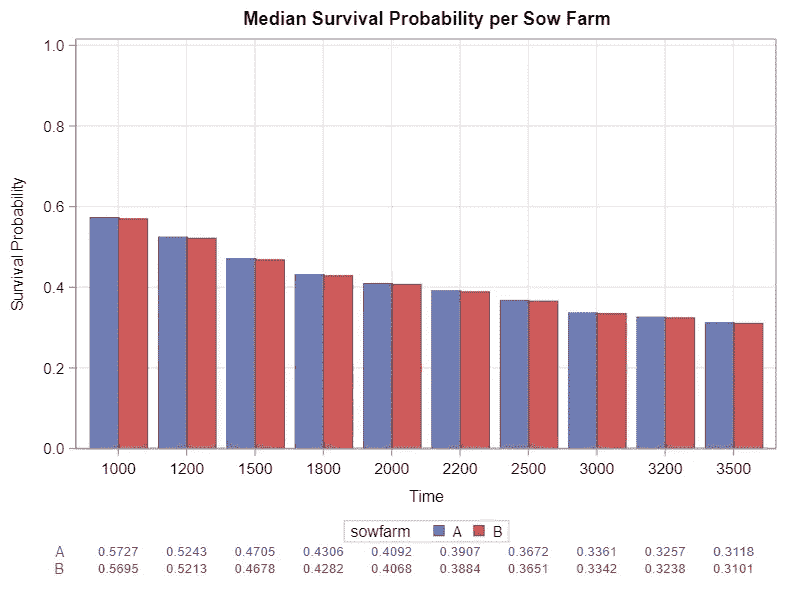 Median Survival Probability per Sow Farm
1.0
0.8
0.6
0.4
0.2
0.0
Survival Probability
1000 1200 1500 1800 2000 2200 2500 3000 3200 3500
Time
sowfarm A B
A 0.5727 0.5243 0.4705 0.4306 0.4092 0.3907 0.3672 0.3361 0.3257 0.3118
B 0.5695 0.5213 0.4678 0.4282 0.4068 0.3884 0.3651 0.3342 0.3238 0.3101